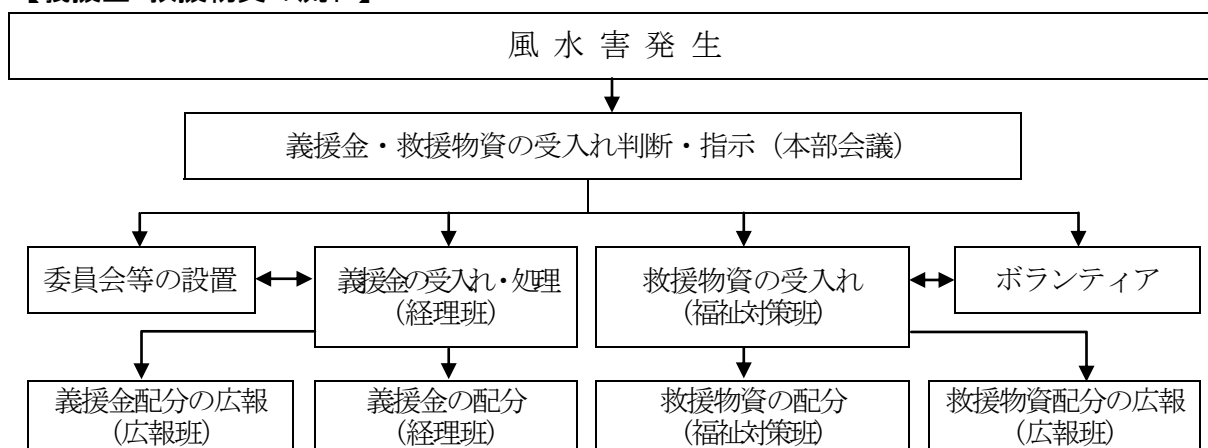 風水害発生
義援金・救援物資の受入れ判断・指示（本部会議）
委員会等の設置
義援金の受入れ・処理
（経理班）
救援物資の受入れ
（福祉対策班）
ボランティア
義援金配分の広報
（広報班）
義援金の配分
（経理班）
救援物資の配分
（福祉対策班）
救援物資配分の広報
（広報班）